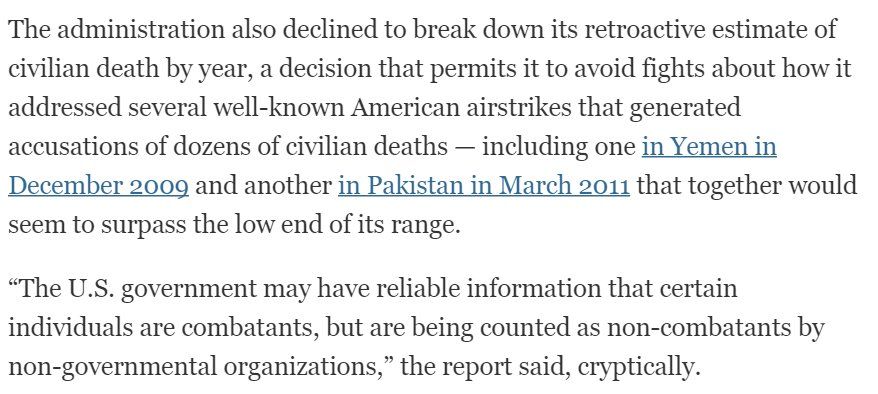 The administration also declined to break down its retroactive estimate of
civilian death by year, a decision that permits it to avoid fights about how it
addressed several well-known American airstrikes that generated
accusations of dozens of civilian deaths — including one in Yemen in
December 2009 and another in Pakistan in March 2011 that together would
seem to surpass the low end of its range.
“The U.S. government may have reliable information that certain
individuals are combatants, but are being counted as non-combatants by
non-governmental organizations,” the report said, cryptically.